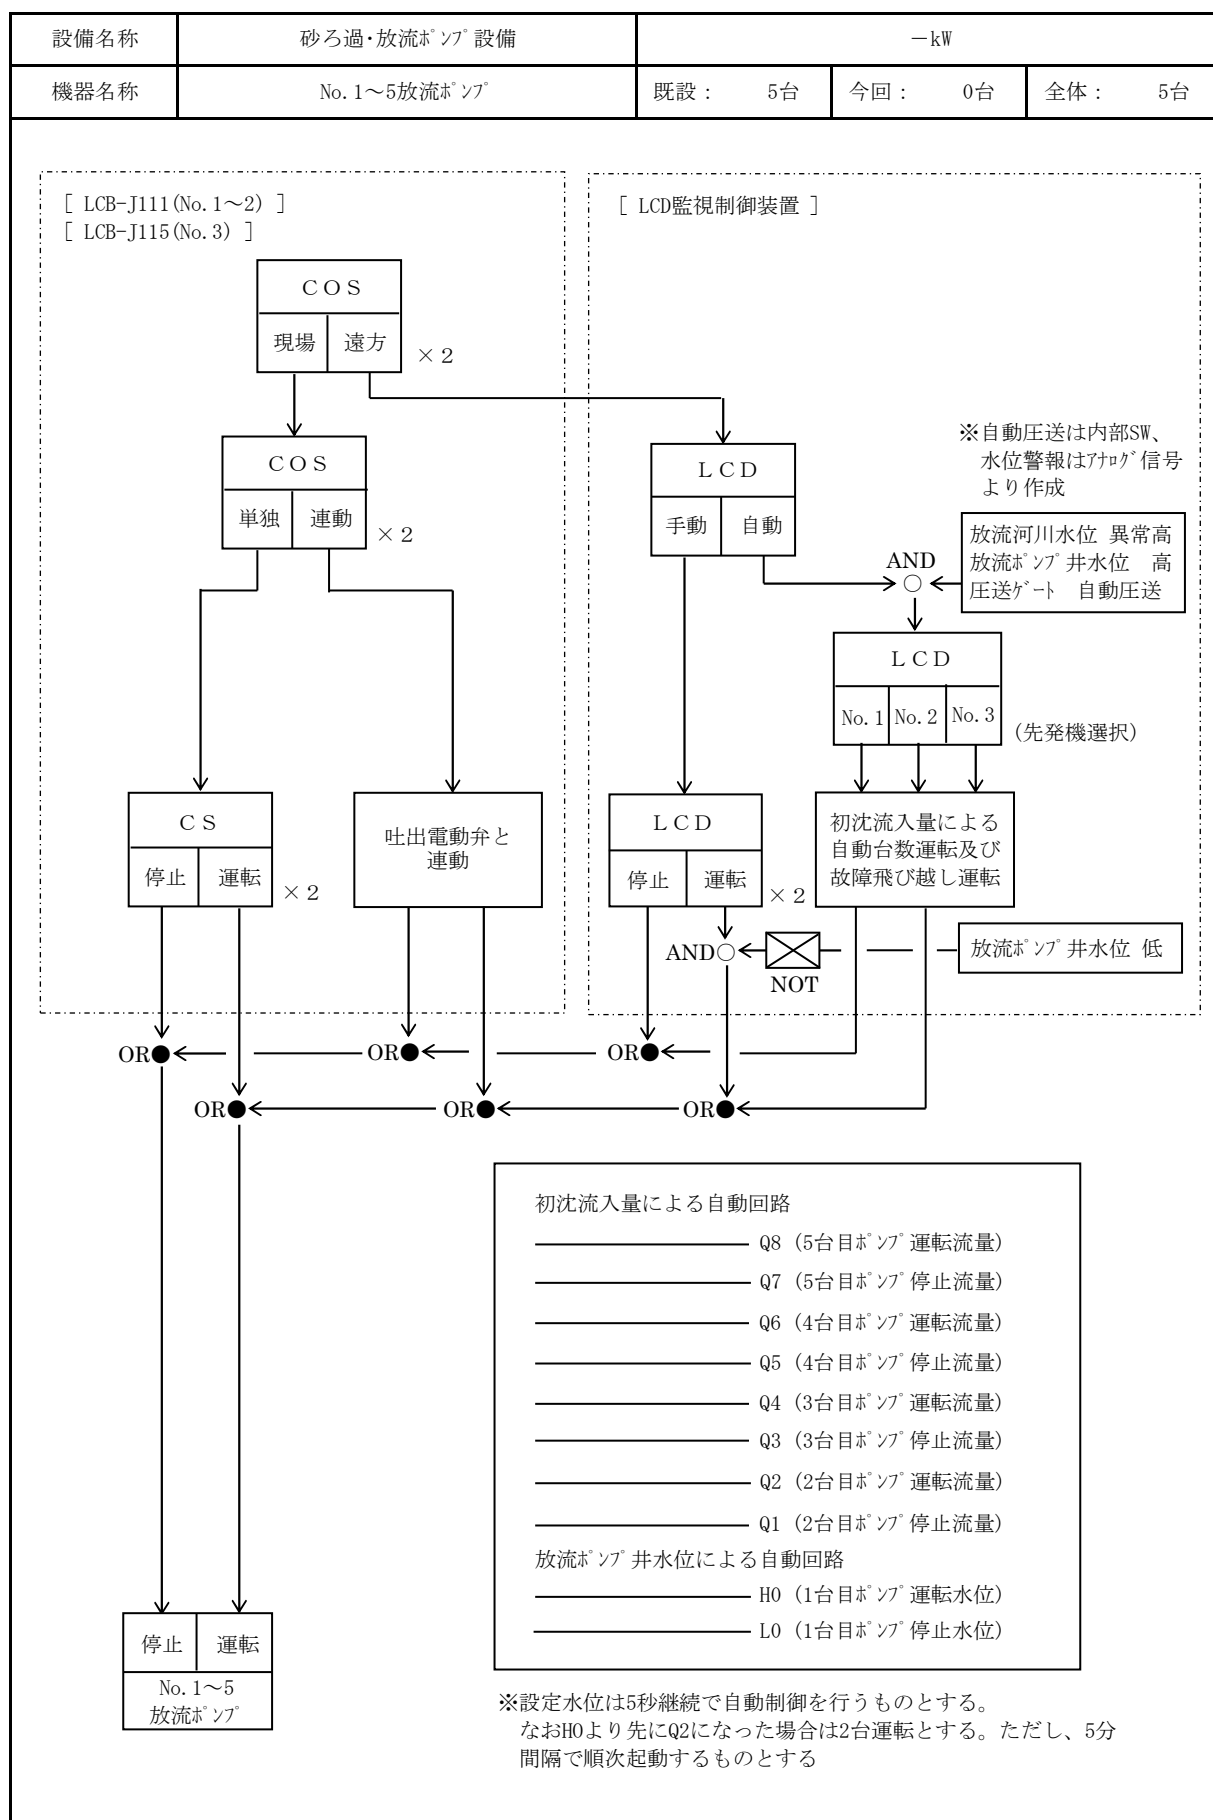 設備名称 砂ろ過・放流ﾎﾟﾝﾌﾟ設備 －kW
機器名称 No.1～5放流ﾎﾟﾝﾌﾟ 既設： 5台 今回： 0台 全体： 5台
[ LCB-J111(No.1～2) ]
[ LCB-J115(No.3) ]
[ LCD監視制御装置 ]
ＣＯＳ
現場 遠方
×２
ＣＯＳ
単独 連動
×２
ＬＣＤ
手動 自動
※自動圧送は内部SW、
水位警報はｱﾅﾛｸﾞ信号
より作成
放流河川水位 異常高
放流ﾎﾟﾝﾌﾟ井水位 高
圧送ｹﾞｰﾄ 自動圧送
AND
ＬＣＤ
No.1 No.2 No.3
(先発機選択)
ＣＳ
停止 運転
×２
吐出電動弁と
連動
ＬＣＤ
停止 運転
×２
初沈流入量による
自動台数運転及び
故障飛び越し運転
AND
NOT
放流ﾎﾟﾝﾌﾟ井水位 低
OR
OR
OR
OR
OR
OR
初沈流入量による自動回路
Q8 (5台目ﾎﾟﾝﾌﾟ運転流量)
Q7 (5台目ﾎﾟﾝﾌﾟ停止流量)
Q6 (4台目ﾎﾟﾝﾌﾟ運転流量)
Q5 (4台目ﾎﾟﾝﾌﾟ停止流量)
Q4 (3台目ﾎﾟﾝﾌﾟ運転流量)
Q3 (3台目ﾎﾟﾝﾌﾟ停止流量)
Q2 (2台目ﾎﾟﾝﾌﾟ運転流量)
Q1 (2台目ﾎﾟﾝﾌﾟ停止流量)
放流ﾎﾟﾝﾌﾟ井水位による自動回路
H0 (1台目ﾎﾟﾝﾌﾟ運転水位)
L0 (1台目ﾎﾟﾝﾌﾟ停止水位)
停止 運転
No.1～5
放流ﾎﾟﾝﾌﾟ
※設定水位は5秒継続で自動制御を行うものとする。
なおH0より先にQ2になった場合は2台運転とする。ただし、5分
間隔で順次起動するものとする